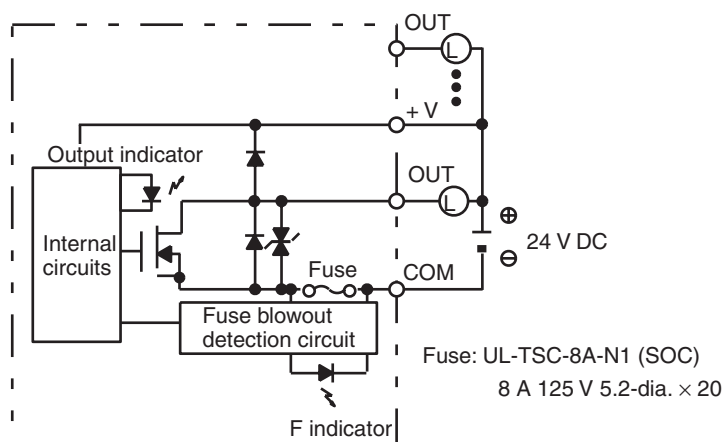 OUT
L
+ V
Output indicator
OUT
L
Internal
circuits
⊕
24 V DC
⊖
Fuse
COM
Fuse blowout
detection circuit
Fuse: UL-TSC-8A-N1 (SOC)
8 A 125 V 5.2-dia. × 20
F indicator